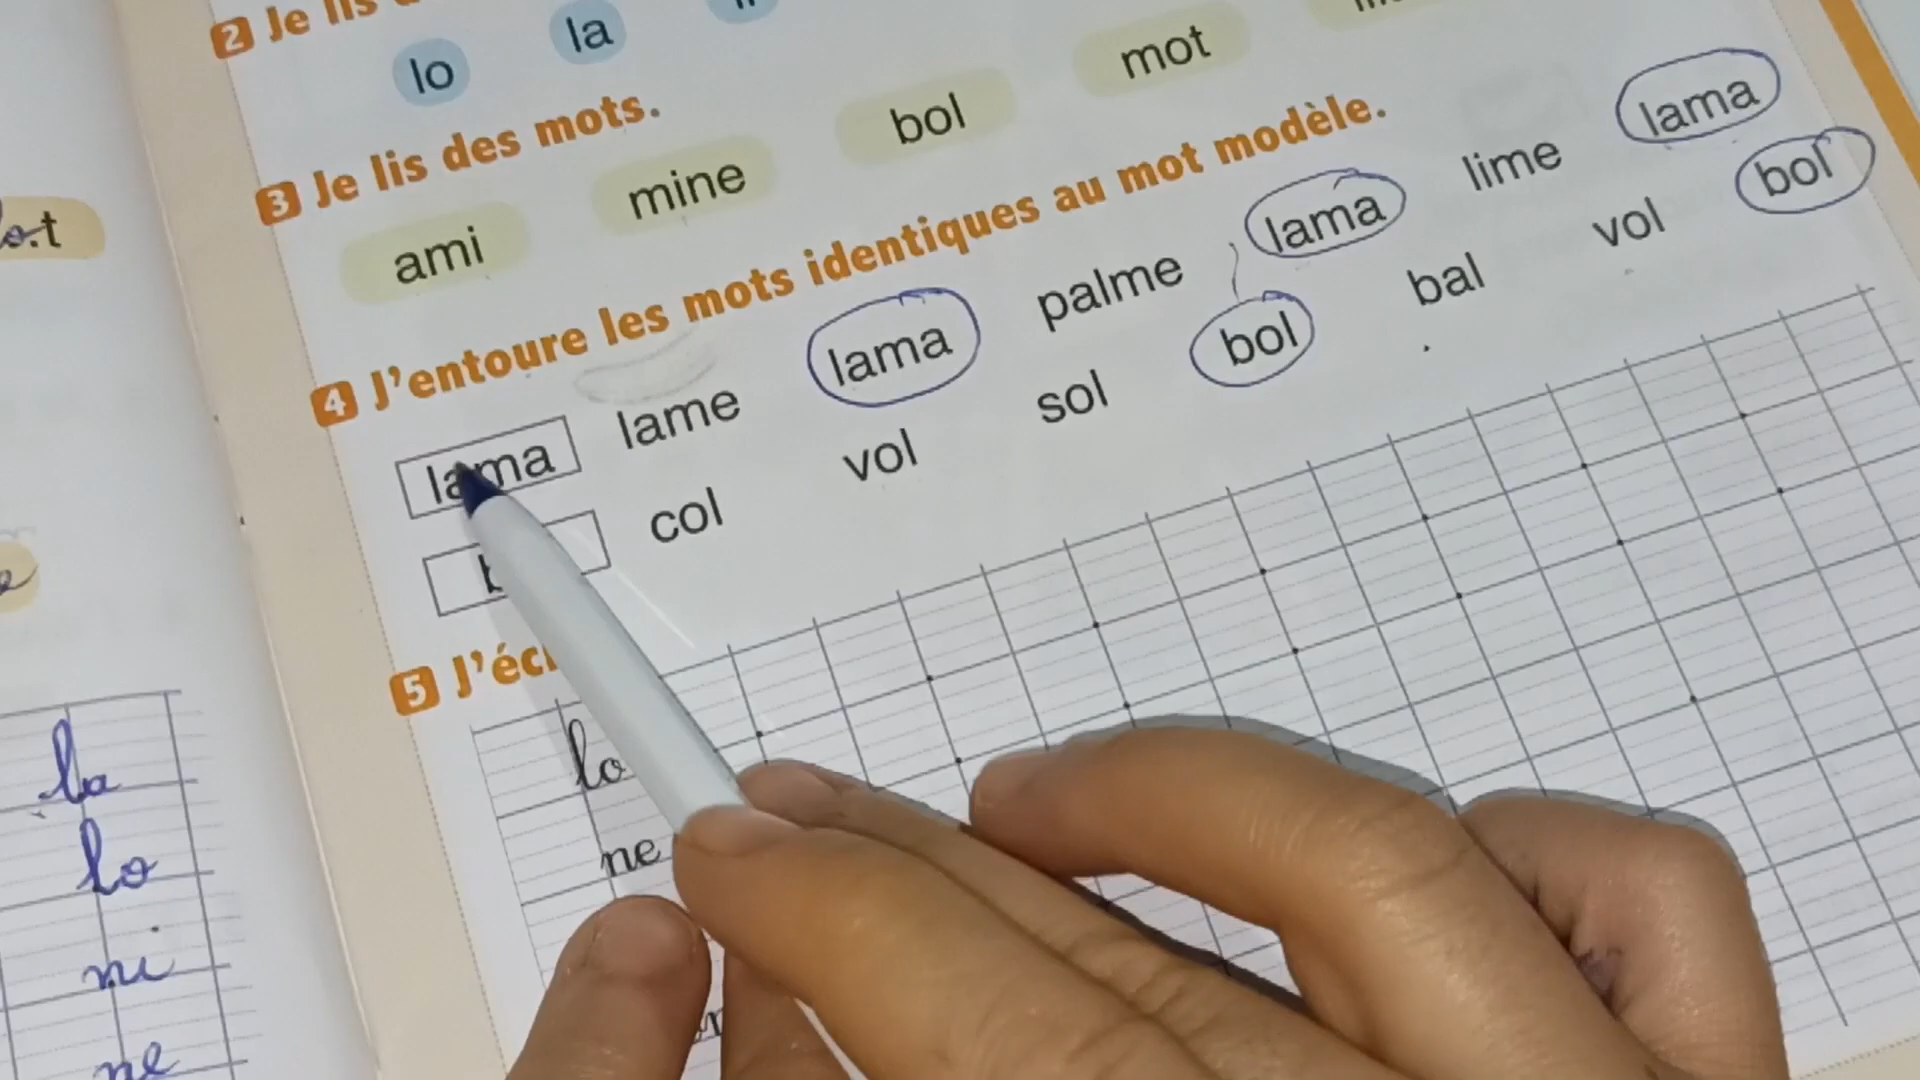 2 Je lis
lo la
3 Je lis des mots.
ami mine bol mot
4 J'entoure les mots identiques au mot modèle.
lama lame lama palme lama lime lama
col vol sol bol bal vol bol
5 J'éc
lo
ne
la
lo
ni
ne